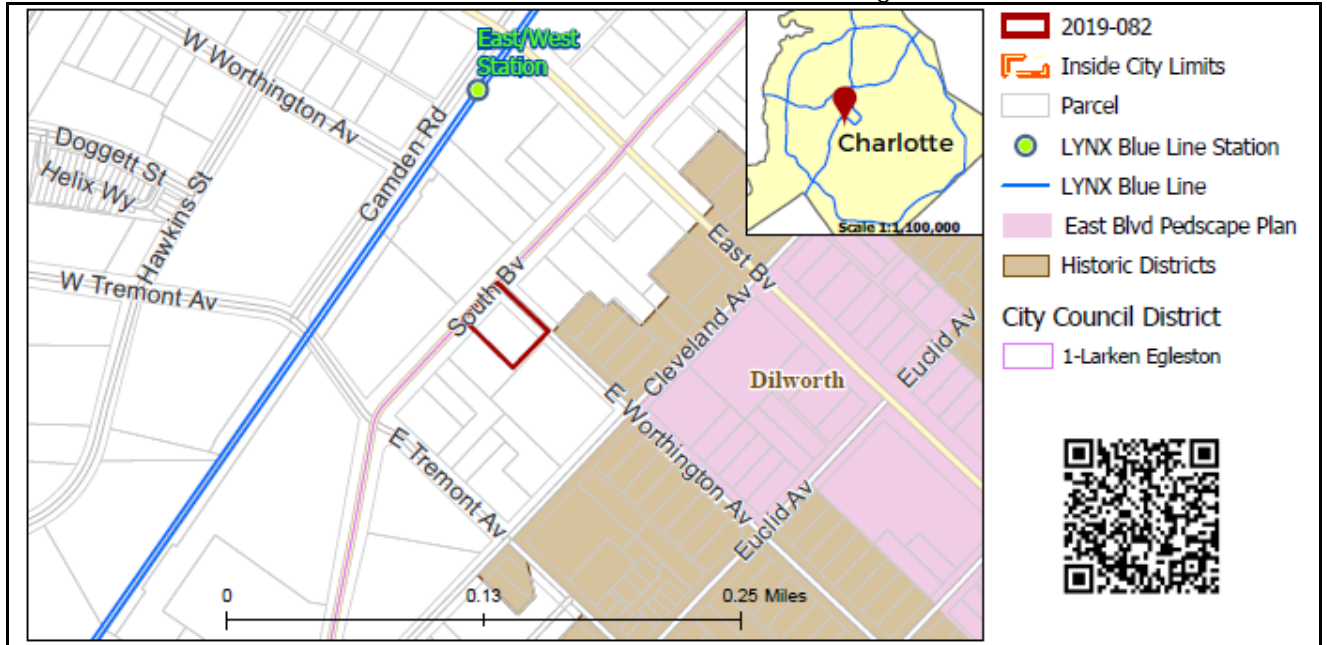 East/West
Station
W Worthington Av
Camden Rd
Doggett St
Helix Wy
Hawkins St
W Tremont Av
South Bv
East Bv
Cleveland Av
Euclid Av
Dilworth
E Worthington Av
E Tremont Av
Euclid Av
0
0.13
0.25 Miles
Charlotte
Scale 1:1,100,000
2019-082
Inside City Limits
Parcel
LYNX Blue Line Station
LYNX Blue Line
East Blvd Pedscape Plan
Historic Districts
City Council District
1-Larken Egleston